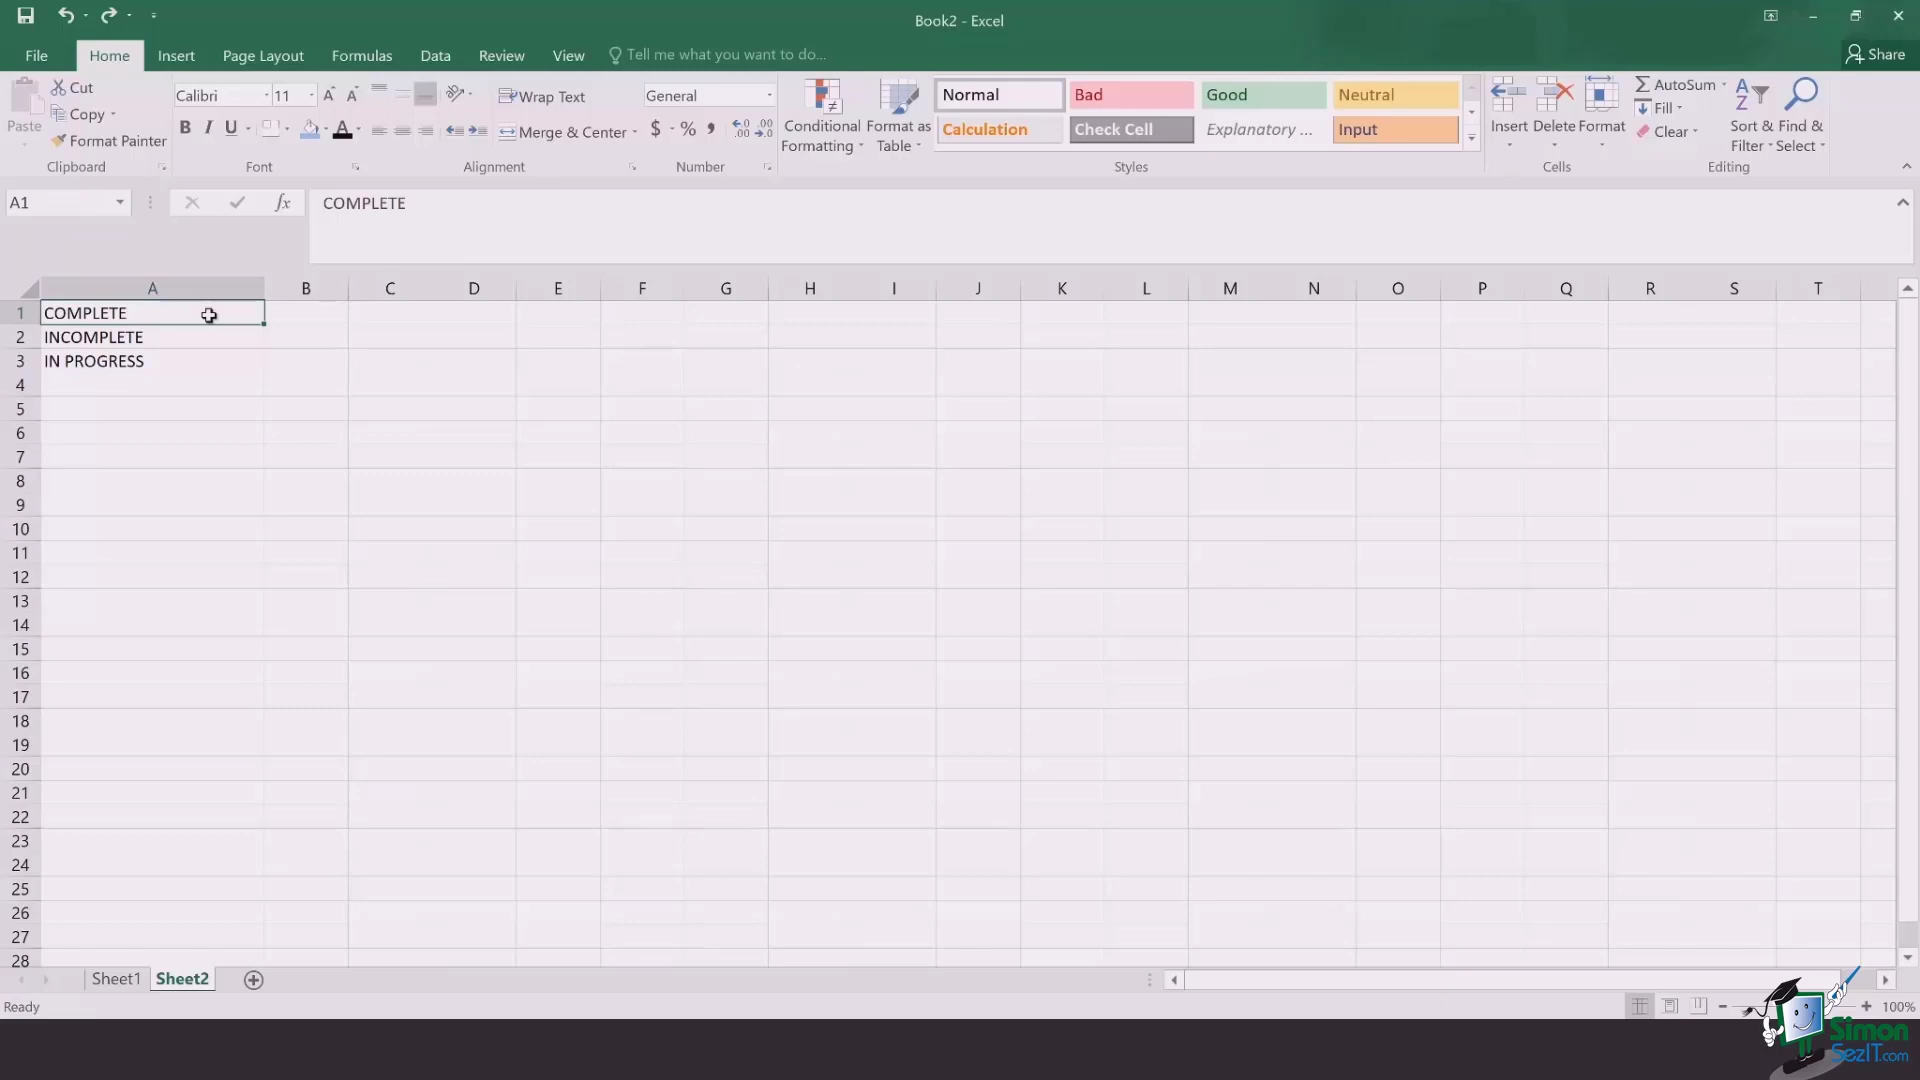 Book2 - Excel
File Home Insert Page Layout Formulas Data Review View Tell me what you want to do... Share
Paste Cut Copy Format Painter Clipboard
Calibri 11 A A B I U A Font
Wrap Text Merge & Center Alignment
General $ % Number
Conditional Formatting Format as Table
Normal Bad Good Neutral
Calculation Check Cell Explanatory ... Input
Styles
Insert Delete Format Cells
AutoSum Fill Clear Sort & Filter Find & Select Editing
A1 fx COMPLETE
A B C D E F G H I J K L M N O P Q R S T
1 COMPLETE
2 INCOMPLETE
3 IN PROGRESS
4
5
6
7
8
9
10
11
12
13
14
15
16
17
18
19
20
21
22
23
24
25
26
27
28
Sheet1 Sheet2
Ready 100%
Simon
SezIT.com